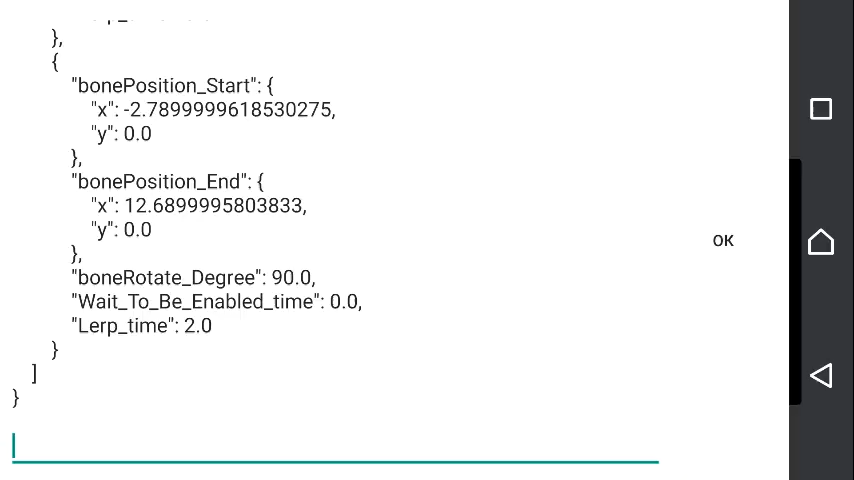 },
{
"bonePosition_Start": {
"x": -2.7899999618530275,
"y": 0.0
},
"bonePosition_End": {
"x": 12.6899995803833,
"y": 0.0
},
"boneRotate_Degree": 90.0,
"Wait_To_Be_Enabled_time": 0.0,
"Lerp_time": 2.0
}
]
}
OK